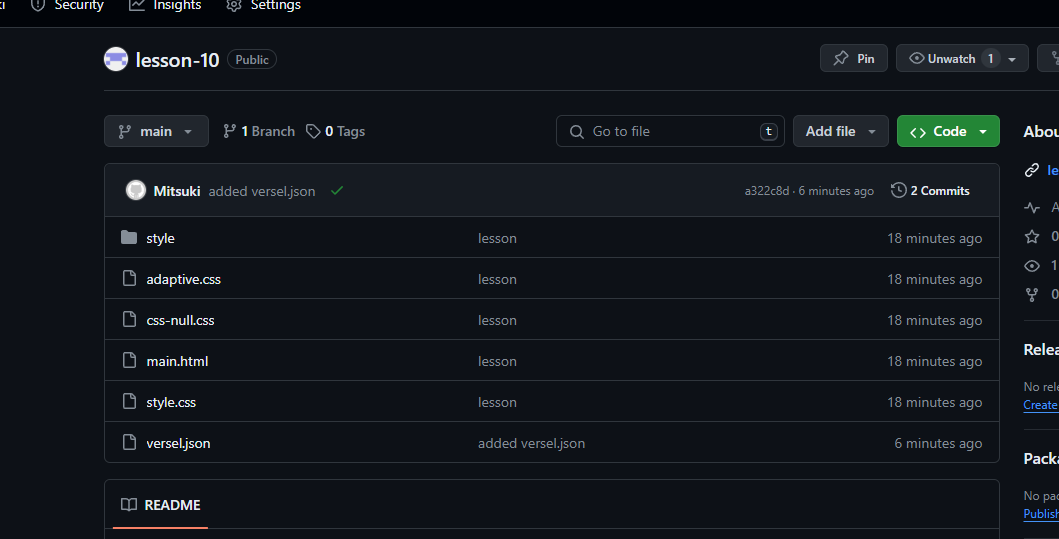 Security Insights Settings
lesson-10 Public
Pin Unwatch 1
main 1 Branch 0 Tags Go to file t Add file Code
Abou
Mitsuki added versel.json a322c8d · 6 minutes ago 2 Commits
le
style lesson 18 minutes ago
A
0
adaptive.css lesson 18 minutes ago
1
0
css-null.css lesson 18 minutes ago
main.html lesson 18 minutes ago
Relea
No rele
style.css lesson 18 minutes ago
Create
versel.json added versel.json 6 minutes ago
Packa
No pac
README
Publish